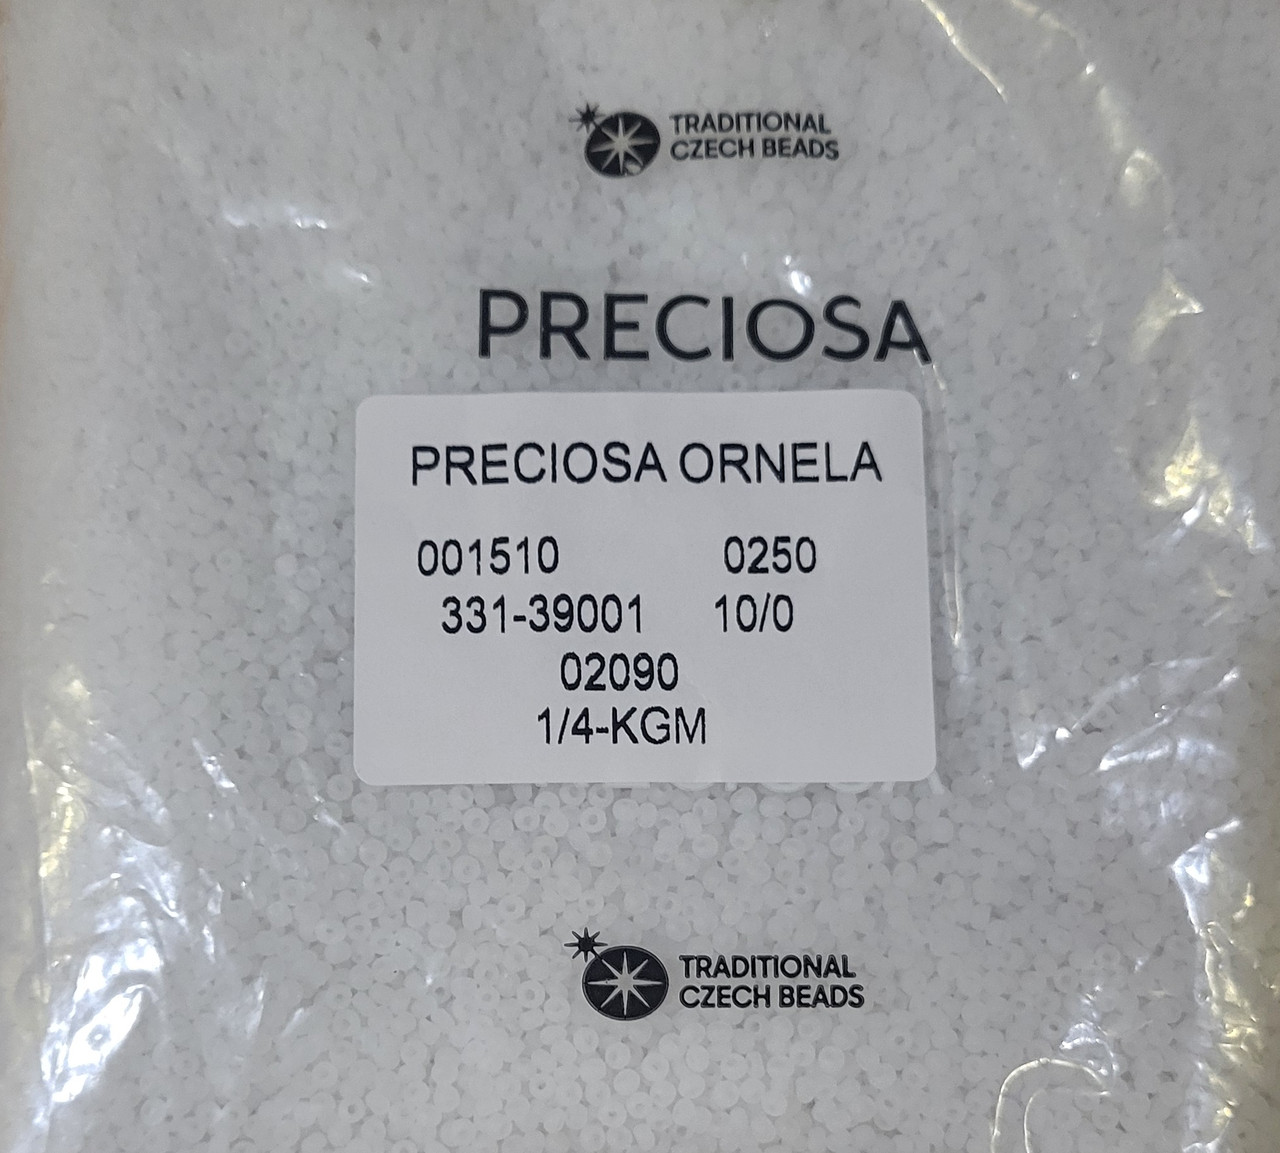 TRADITIONAL
CZECH BEADS
PRECIOSA
PRECIOSA ORNELA
001510 0250
331-39001 10/0
02090
1/4-KGM
TRADITIONAL
CZECH BEADS